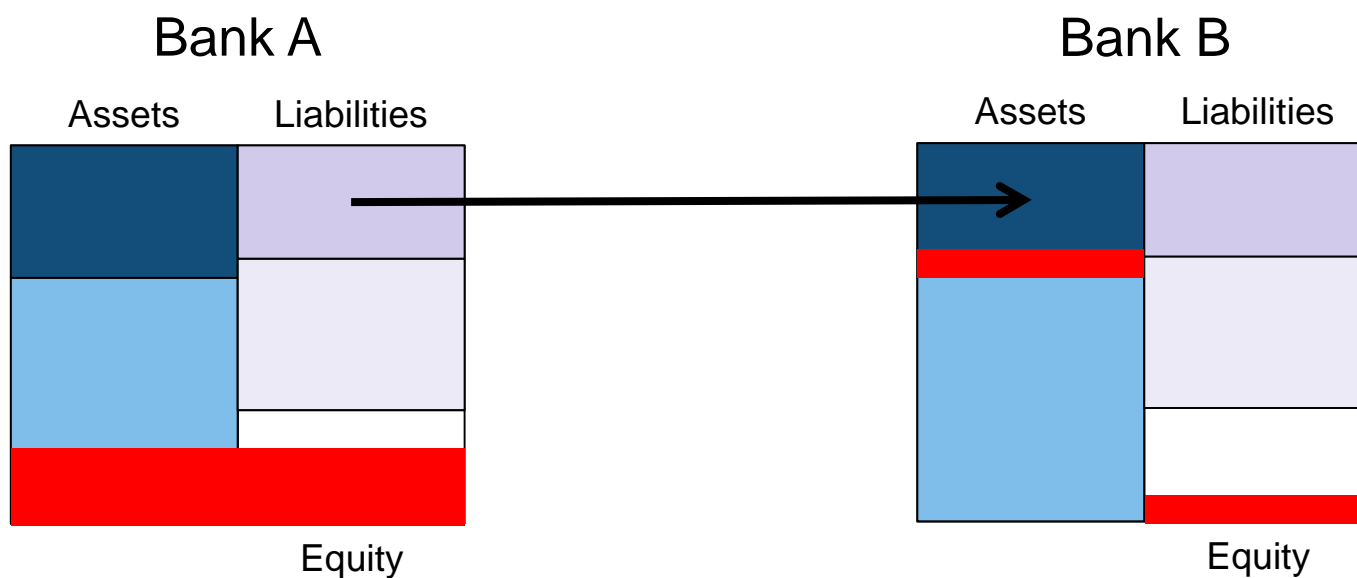 Bank A
Bank B
Assets
Liabilities
Assets
Liabilities
Equity
Equity